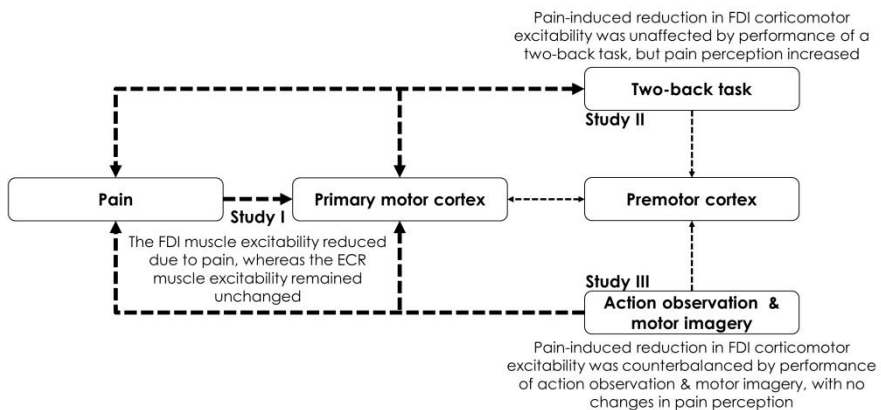 Pain-induced reduction in FDI corticomotor
excitability was unaffected by performance of a
two-back task, but pain perception increased
Two-back task
Study II
Pain
Study I
Primary motor cortex
Premotor cortex
The FDI muscle excitability reduced
due to pain, whereas the ECR
muscle excitability remained
unchanged
Study III
Action observation &
motor imagery
Pain-induced reduction in FDI corticomotor
excitability was counterbalanced by performance
of action observation & motor imagery, with no
changes in pain perception